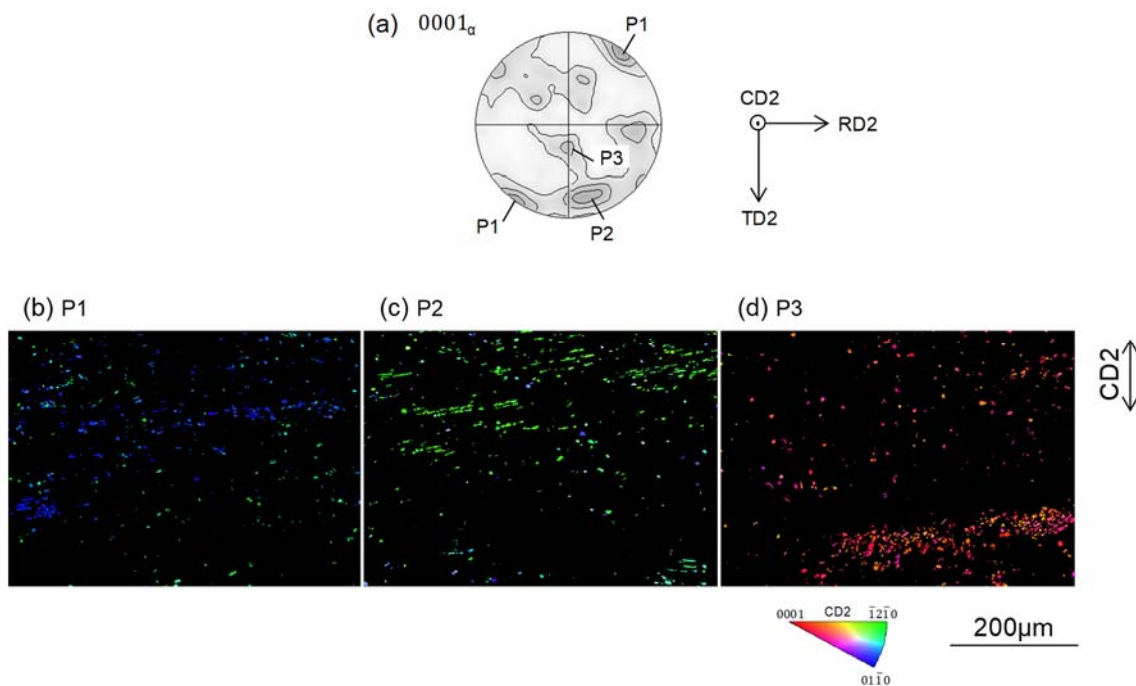 (a) 0001α
P1
P3
P1
P2
CD2
RD2
TD2
(b) P1
(c) P2
(d) P3
CD2
0001
CD2
1̅21̅0
011̅0
200μm